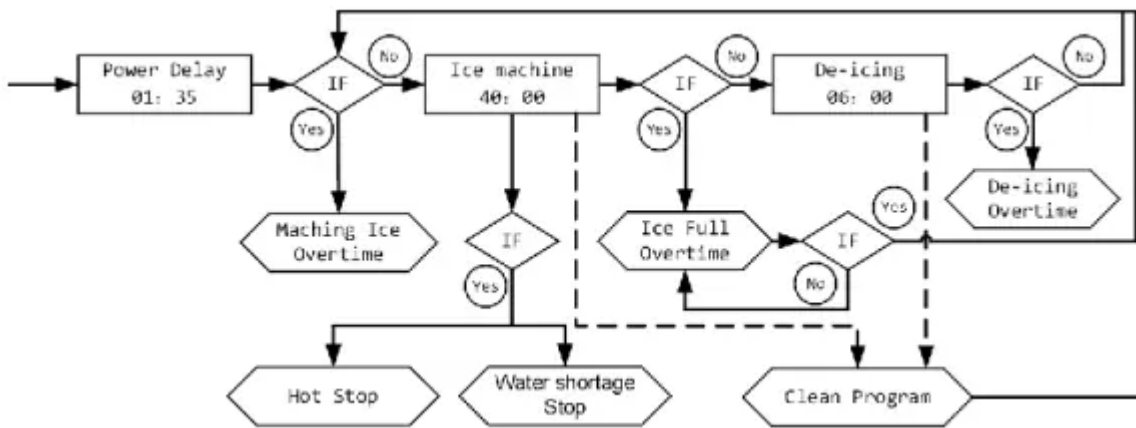 No
Power Delay
01: 35
IF
Yes
Ice machine
40: 00
IF
No
Yes
De-icing
06: 00
IF
No
Yes
De-icing
Overtime
Maching Ice
Overtime
IF
Yes
Ice Full
Overtime
IF
Yes
No
Hot Stop
Water shortage
Stop
Clean Program